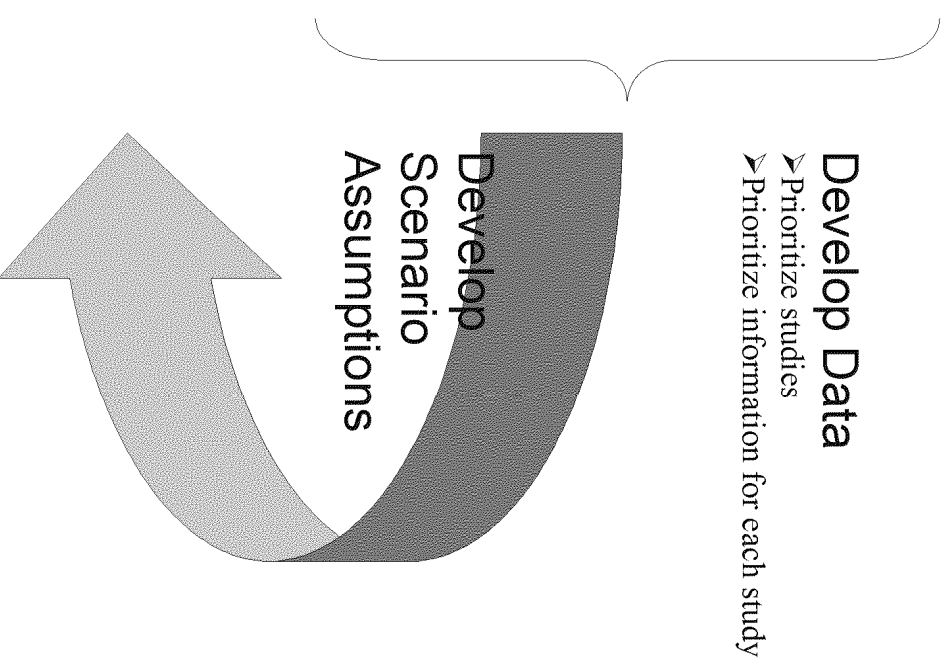 Develop Data
➢Prioritize studies
➢Prioritize information for each study
Develop
Scenario
Assumptions